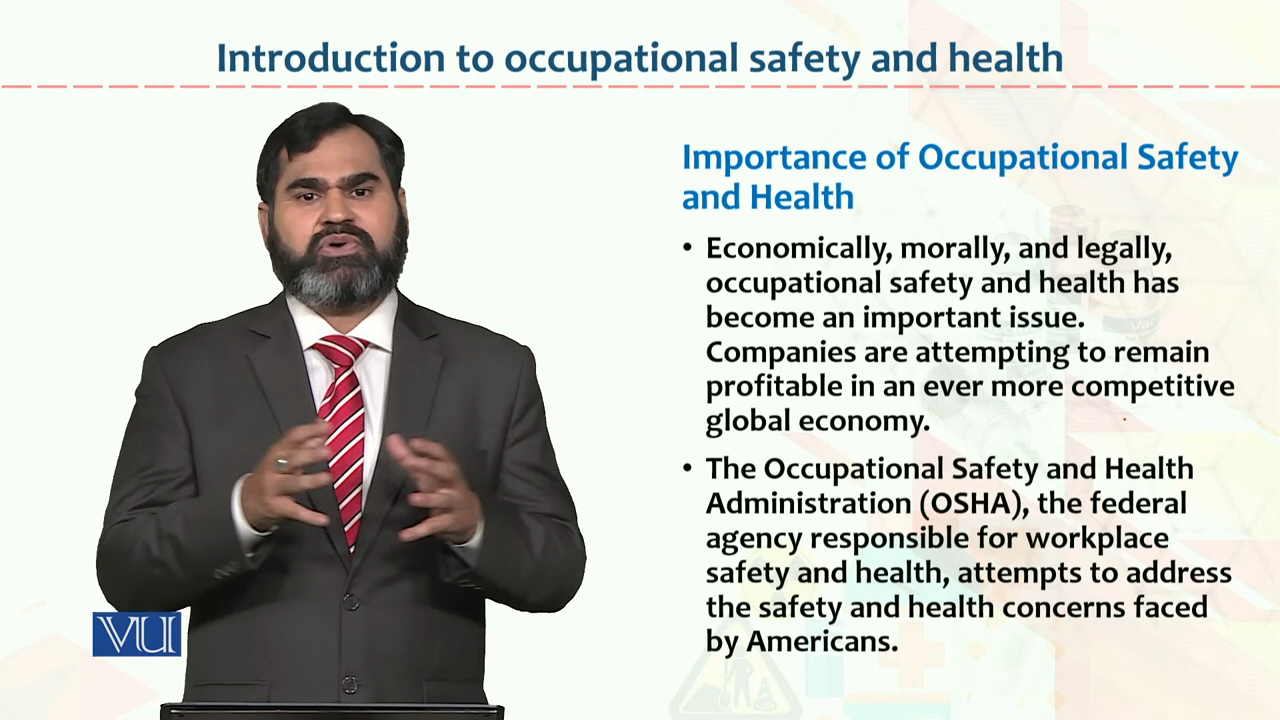 Introduction to occupational safety and health
Importance of Occupational Safety
and Health
• Economically, morally, and legally,
occupational safety and health has
become an important issue.
Companies are attempting to remain
profitable in an ever more competitive
global economy.
• The Occupational Safety and Health
Administration (OSHA), the federal
agency responsible for workplace
safety and health, attempts to address
the safety and health concerns faced
by Americans.
VU